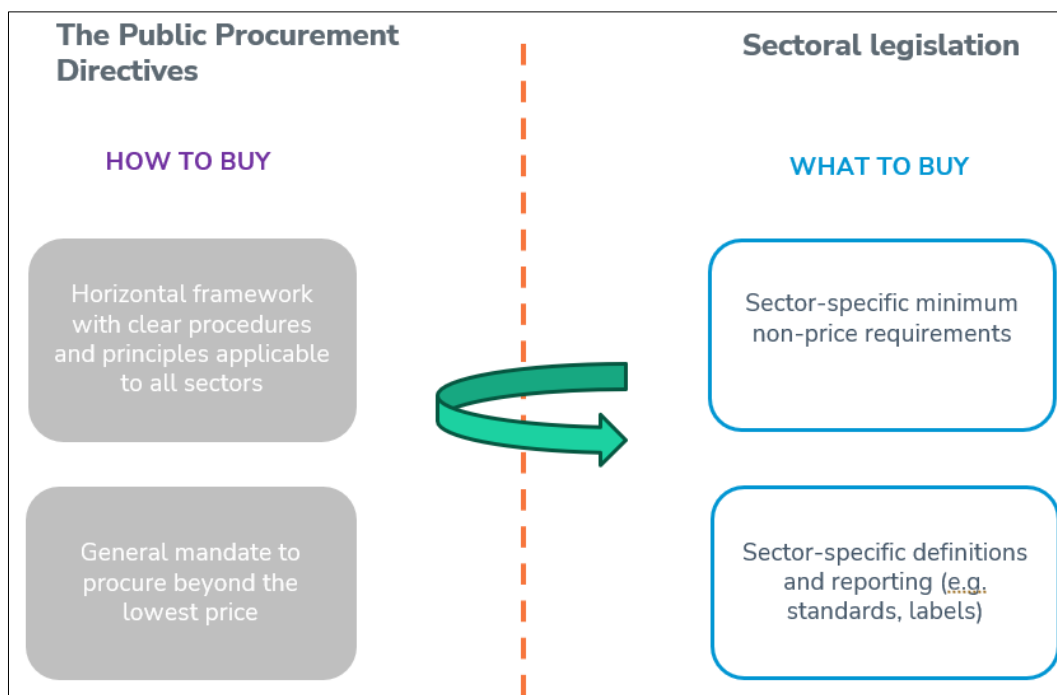 The Public Procurement
Directives
HOW TO BUY
Horizontal framework
with clear procedures
and principles applicable
to all sectors
General mandate to
procure beyond the
lowest price
Sectoral legislation
WHAT TO BUY
Sector-specific minimum
non-price requirements
Sector-specific definitions
and reporting (e.g.
standards, labels)